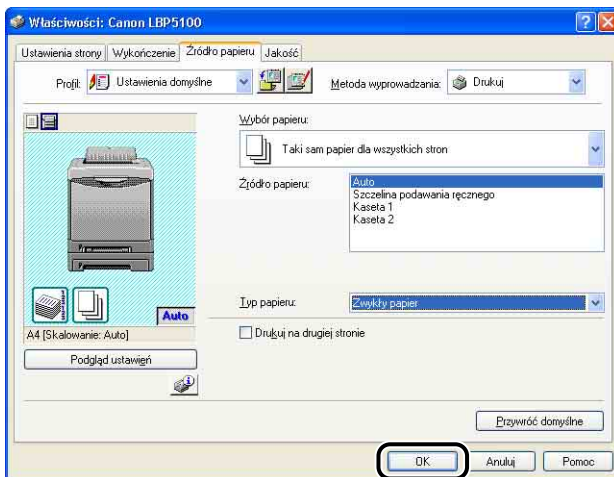 Właściwości: Canon LBP5100
Ustawienia strony Wykończenie Źródło papieru Jakość
Profil: Ustawienia domyślne Metoda wyprowadzania: Drukuj
Wybór papieru:
Taki sam papier dla wszystkich stron
Źródło papieru: Auto
Szczelina podawania ręcznego
Kaseta 1
Kaseta 2
Auto
Typ papieru: Zwykły papier
A4 [Skalowanie: Auto]
Drukuj na drugiej stronie
Podgląd ustawień
Przywróć domyślne
OK Anuluj Pomoc